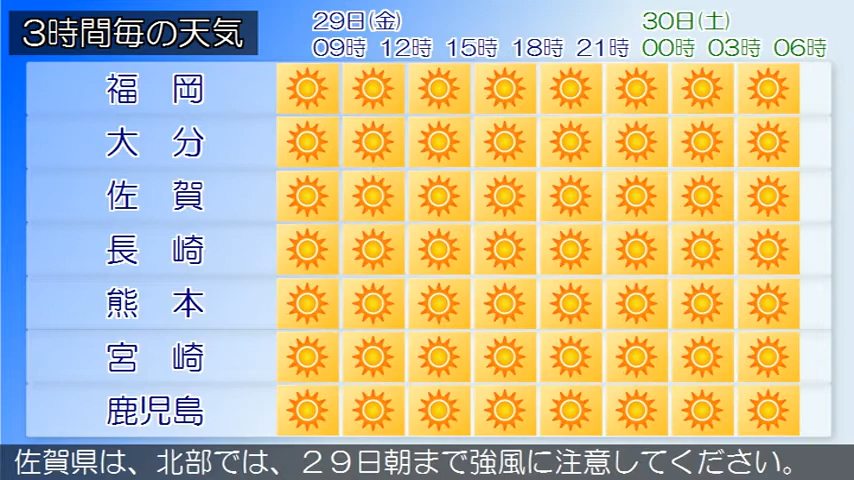 3時間毎の天気
29日(金)
30日(土)
09時 12時 15時 18時 21時 00時 03時 06時
福岡
大分
佐賀
長崎
熊本
宮崎
鹿児島
佐賀県は、北部では、２９日朝まで強風に注意してください。